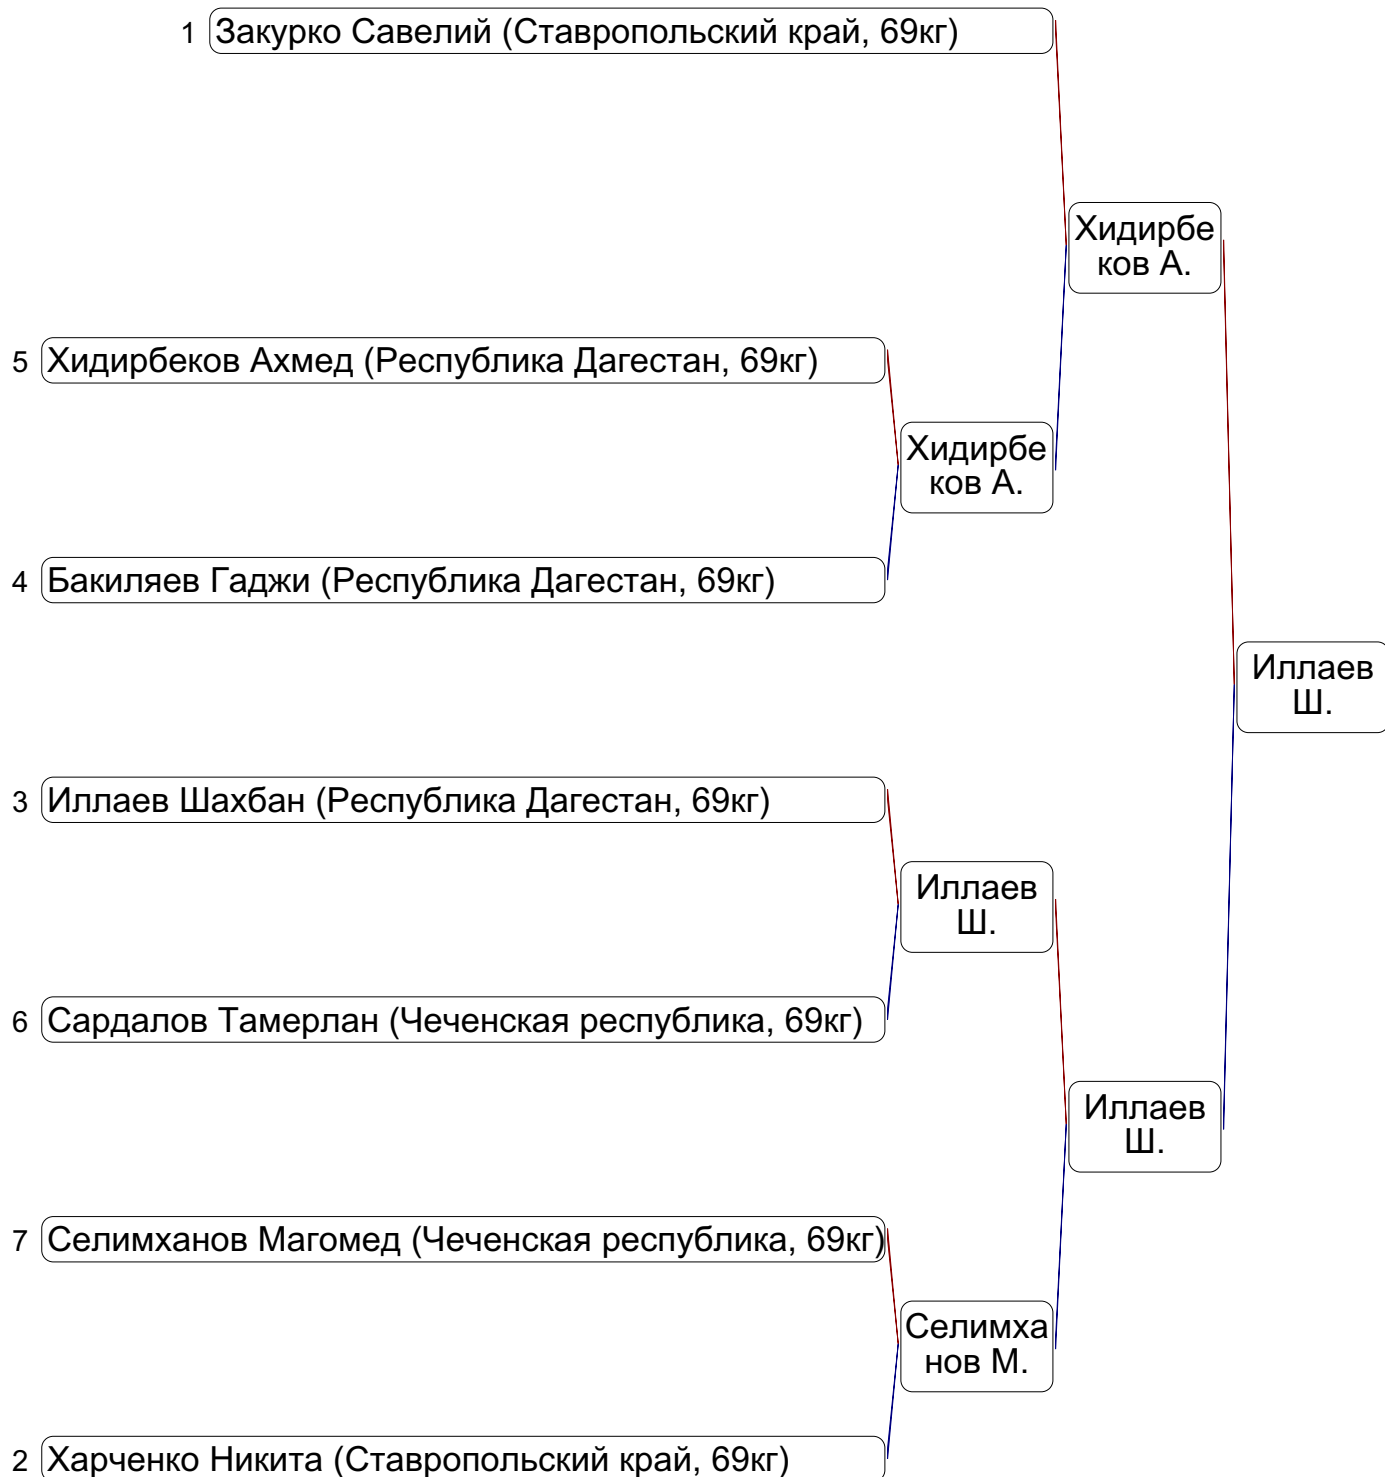 1 Закурко Савелий (Ставропольский край, 69кг)
Хидирбе
ков А.
5 Хидирбеков Ахмед (Республика Дагестан, 69кг)
Хидирбе
ков А.
4 Бакиляев Гаджи (Республика Дагестан, 69кг)
Иллаев
Ш.
3 Иллаев Шахбан (Республика Дагестан, 69кг)
Иллаев
Ш.
6 Сардалов Тамерлан (Чеченская республика, 69кг)
Иллаев
Ш.
7 Селимханов Магомед (Чеченская республика, 69кг)
Селимха
нов М.
2 Харченко Никита (Ставропольский край, 69кг)